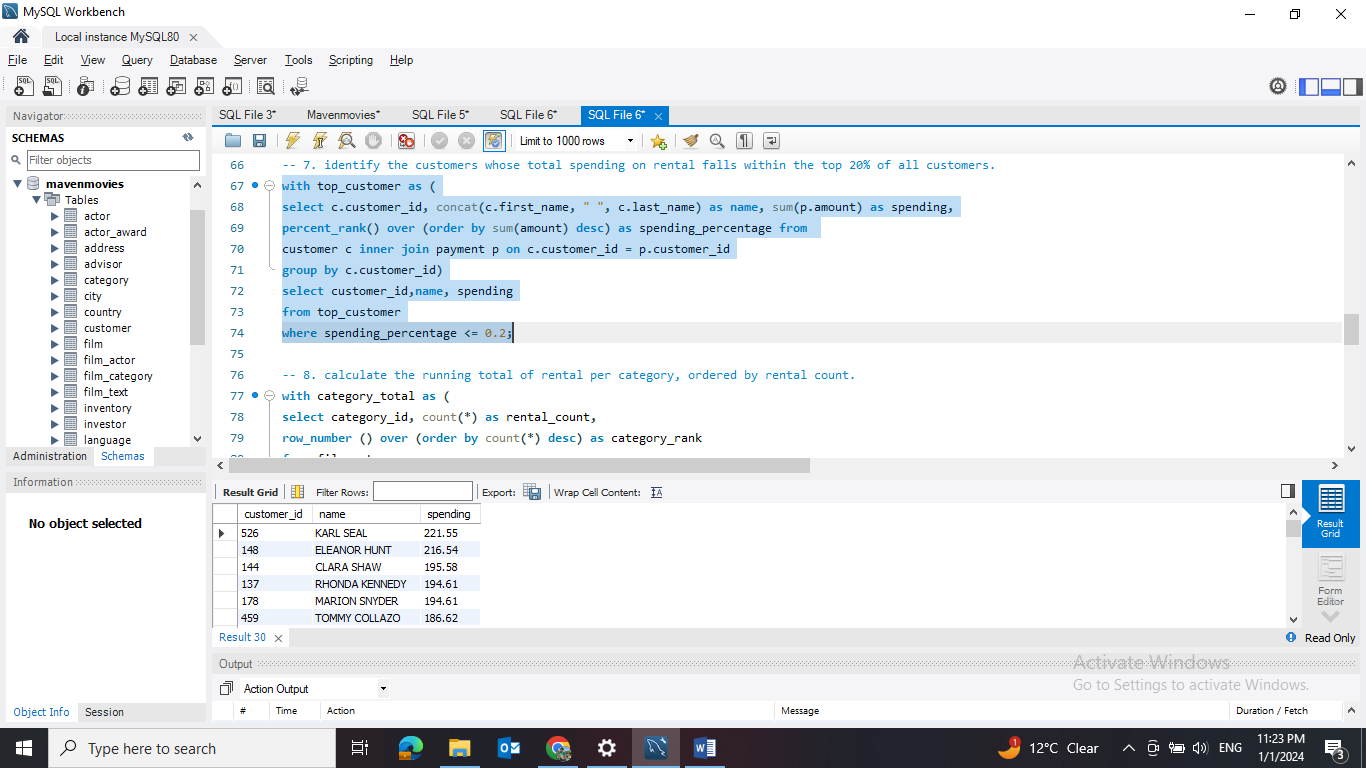 MySQL Workbench
Local instance MySQL80
File Edit View Query Database Server Tools Scripting Help
Navigator
SCHEMAS
Filter objects
mavenmovies
Tables
actor
actor_award
address
advisor
category
city
country
customer
film
film_actor
film_category
film_text
inventory
investor
language
Administration Schemas
Information
No object selected
Object Info Session
SQL File 3* Mavenmovies* SQL File 5* SQL File 6* SQL File 6*
Limit to 1000 rows
66 -- 7. identify the customers whose total spending on rental falls within the top 20% of all customers.
67 with top_customer as (
68 select c.customer_id, concat(c.first_name, " ", c.last_name) as name, sum(p.amount) as spending,
69 percent_rank() over (order by sum(amount) desc) as spending_percentage from
70 customer c inner join payment p on c.customer_id = p.customer_id
71 group by c.customer_id)
72 select customer_id,name, spending
73 from top_customer
74 where spending_percentage <= 0.2;
75
76 -- 8. calculate the running total of rental per category, ordered by rental count.
77 with category_total as (
78 select category_id, count(*) as rental_count,
79 row_number () over (order by count(*) desc) as category_rank
Result Grid Filter Rows: Export: Wrap Cell Content:
customer_id name spending
526 KARL SEAL 221.55
148 ELEANOR HUNT 216.54
144 CLARA SHAW 195.58
137 RHONDA KENNEDY 194.61
178 MARION SNYDER 194.61
459 TOMMY COLLAZO 186.62
Result Grid
Form Editor
Result 30
Read Only
Output
Action Output
# Time Action Message Duration / Fetch
Activate Windows
Go to Settings to activate Windows.
Type here to search
1
12°C Clear
ENG
11:23 PM
1/1/2024
3